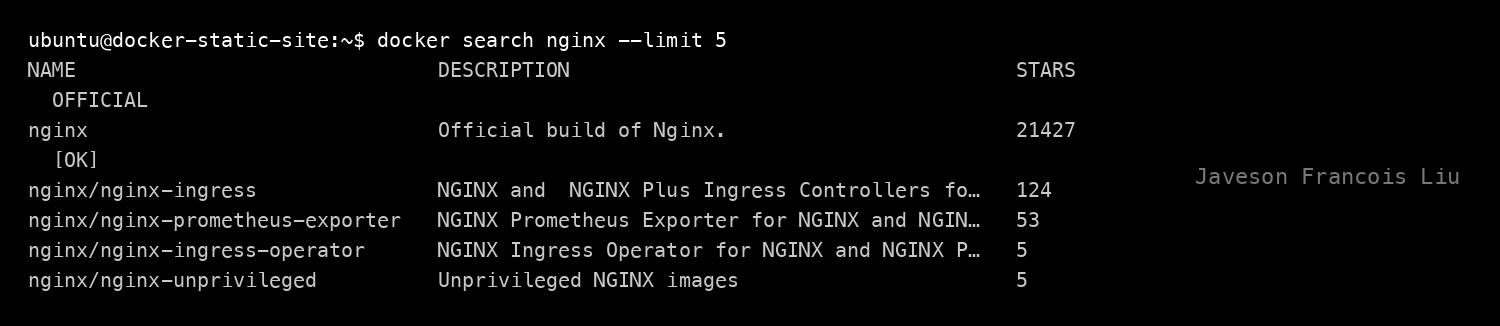 ubuntu@docker-static-site:~$ docker search nginx --limit 5
NAME                              DESCRIPTION                                     STARS
  OFFICIAL
nginx                             Official build of Nginx.                        21427
  [OK]
nginx/nginx-ingress               NGINX and  NGINX Plus Ingress Controllers fo…   124
nginx/nginx-prometheus-exporter   NGINX Prometheus Exporter for NGINX and NGIN…   53
nginx/nginx-ingress-operator      NGINX Ingress Operator for NGINX and NGINX P…   5
nginx/nginx-unprivileged          Unprivileged NGINX images                       5
Javeson Francois Liu